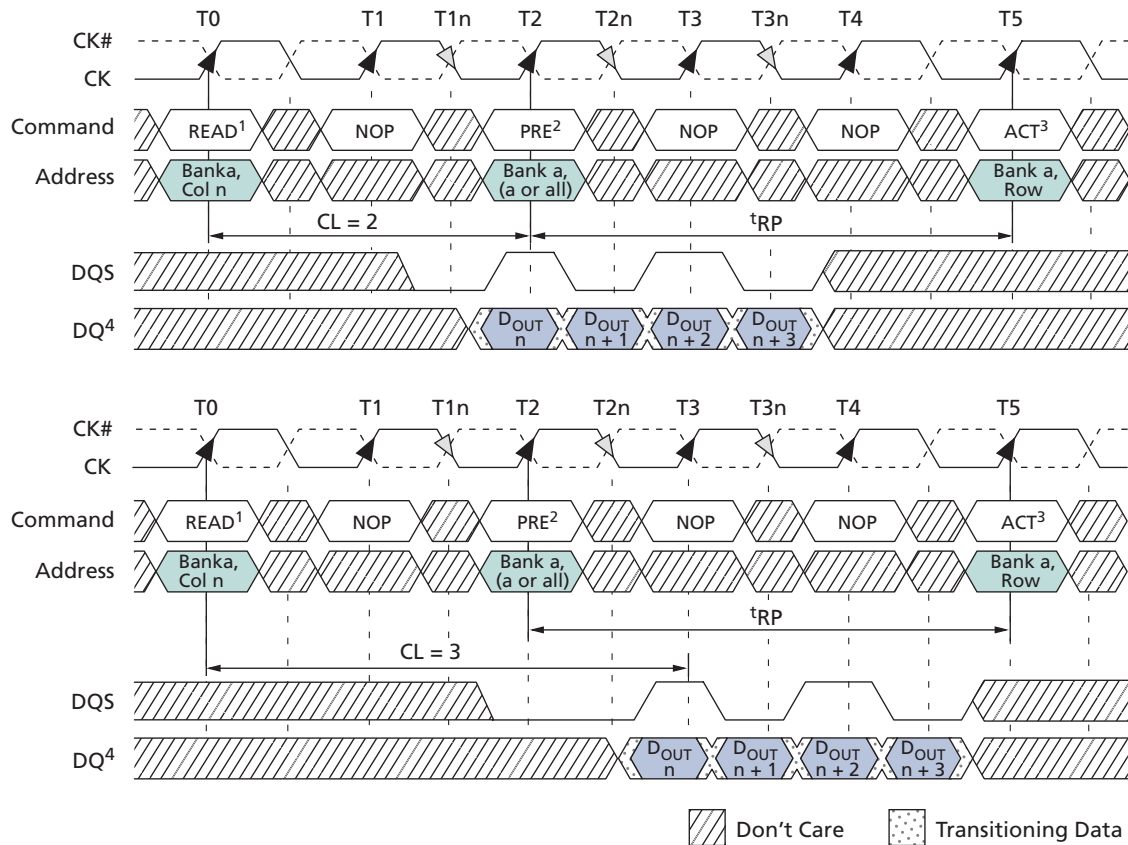 T0 T1 T1n T2 T2n T3 T3n T4 T5
CK#
CK
Command READ¹ NOP PRE² NOP NOP ACT³
Address Banka, Col n Bank a, (a or all) Bank a, Row
CL = 2 ᵗRP
DQS
DQ⁴ DOUT n DOUT n + 1 DOUT n + 2 DOUT n + 3
T0 T1 T1n T2 T2n T3 T3n T4 T5
CK#
CK
Command READ¹ NOP PRE² NOP NOP ACT³
Address Banka, Col n Bank a, (a or all) Bank a, Row
ᵗRP
CL = 3
DQS
DQ⁴ DOUT n DOUT n + 1 DOUT n + 2 DOUT n + 3
Don't Care Transitioning Data